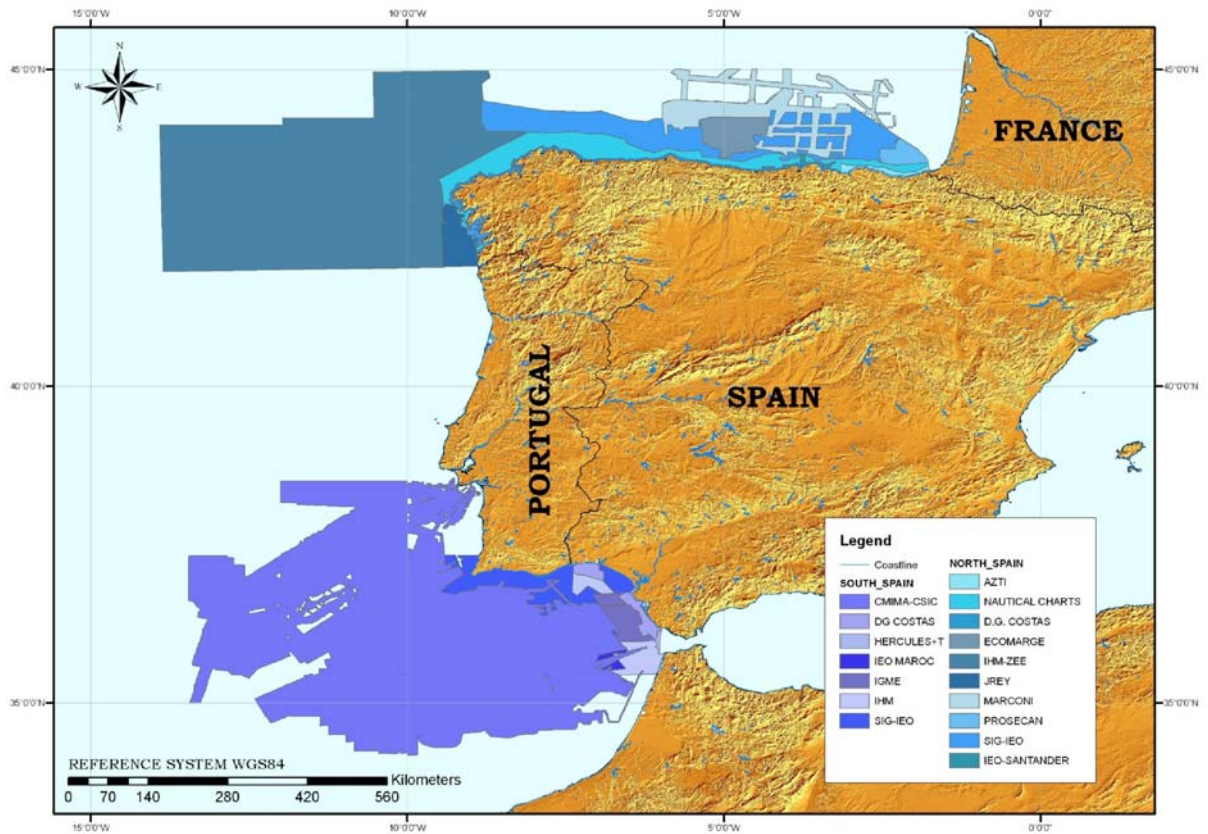 15°0'0"W 10°0'0"W 5°0'0"W 0°0'0"
N
W E
S
45°0'0"N 45°0'0"N
FRANCE
40°0'0"N 40°0'0"N
SPAIN
PORTUGAL
Legend
Coastline
SOUTH_SPAIN
CMIMA-CSIC
DG COSTAS
HERCULES+T
IEO MAROC
IGME
IHM
SIG-IEO
NORTH_SPAIN
AZTI
NAUTICAL CHARTS
D.G. COSTAS
ECOMARGE
IHM-ZEE
JREY
MARCONI
PROSECAN
SIG-IEO
IEO-SANTANDER
35°0'0"N 35°0'0"N
REFERENCE SYSTEM WGS84
Kilometers
0 70 140 280 420 560
15°0'0"W 10°0'0"W 5°0'0"W 0°0'0"